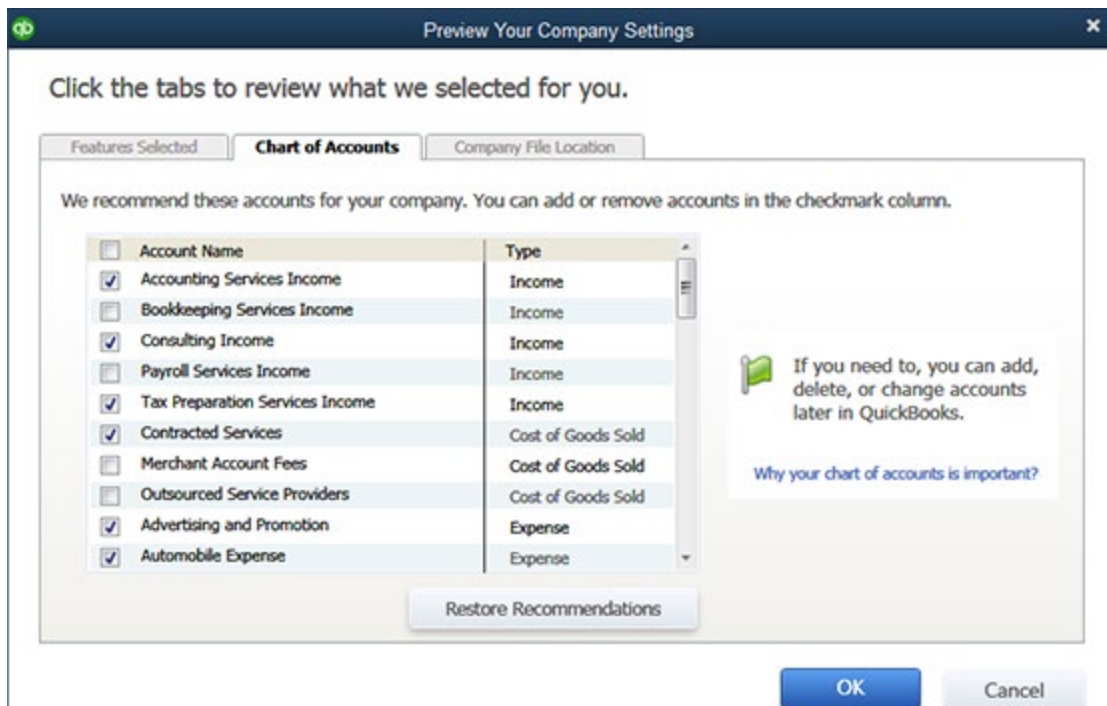 qb
Preview Your Company Settings
Click the tabs to review what we selected for you.
Features Selected Chart of Accounts Company File Location
We recommend these accounts for your company. You can add or remove accounts in the checkmark column.
Account Name Type
Accounting Services Income Income
Bookkeeping Services Income Income
Consulting Income Income
Payroll Services Income Income
Tax Preparation Services Income Income
Contracted Services Cost of Goods Sold
Merchant Account Fees Cost of Goods Sold
Outsourced Service Providers Cost of Goods Sold
Advertising and Promotion Expense
Automobile Expense Expense
If you need to, you can add,
delete, or change accounts
later in QuickBooks.
Why your chart of accounts is important?
Restore Recommendations
OK Cancel